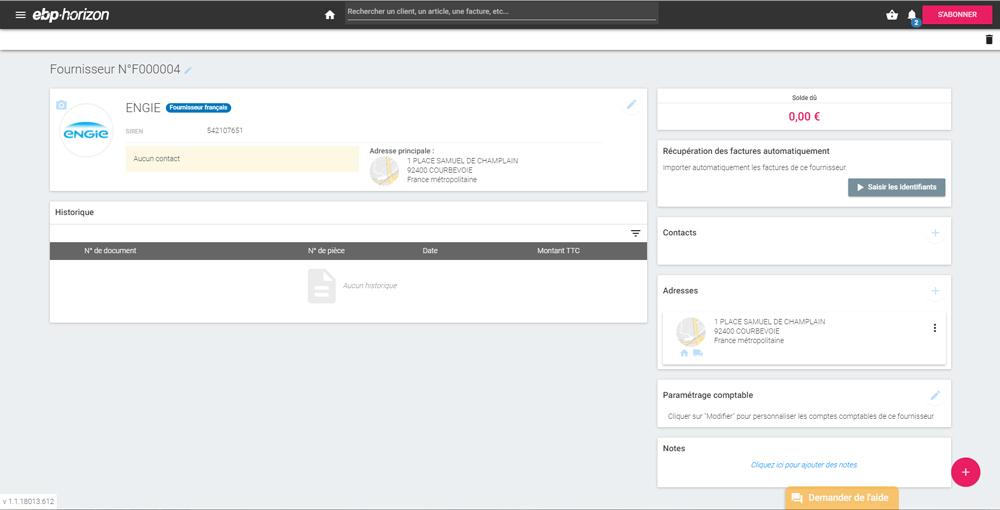 ebp·horizon
Rechercher un client, un article, une facture, etc...
2
S'ABONNER
Fournisseur N°F000004
ENGIE Fournisseur français
ENGIE
SIREN 542107651
Aucun contact
Adresse principale :
1 PLACE SAMUEL DE CHAMPLAIN
92400 COURBEVOIE
France métropolitaine
Historique
N° de document N° de pièce Date Montant TTC
Aucun historique
Solde dû
0,00 €
Récupération des factures automatiquement
Importer automatiquement les factures de ce fournisseur.
Saisir les identifiants
Contacts
Adresses
1 PLACE SAMUEL DE CHAMPLAIN
92400 COURBEVOIE
France métropolitaine
Paramétrage comptable
Cliquer sur "Modifier" pour personnaliser les comptes comptables de ce fournisseur.
Notes
Cliquez ici pour ajouter des notes
Demander de l'aide
v 1.1.18013.612